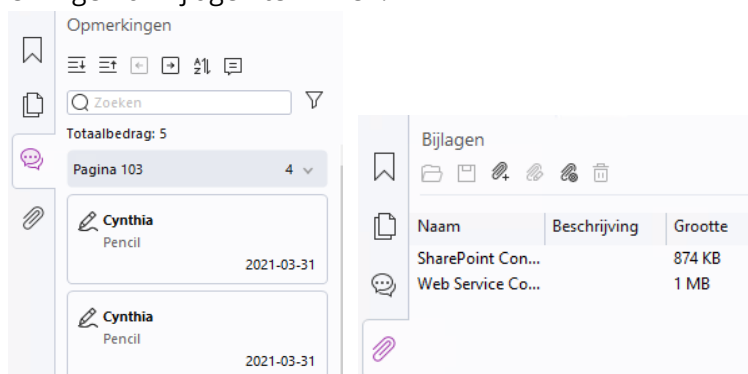 Opmerkingen
Zoeken
Totaalbedrag: 5
Pagina 103 4
Cynthia
Pencil
2021-03-31
Cynthia
Pencil
2021-03-31
Bijlagen
Naam Beschrijving Grootte
SharePoint Con... 874 KB
Web Service Co... 1 MB